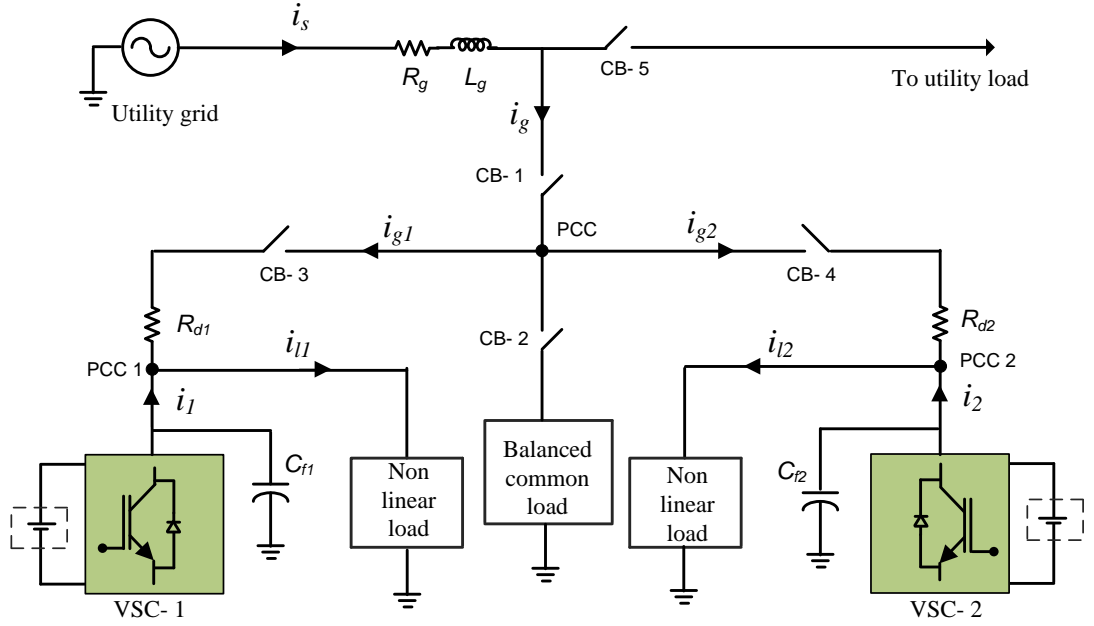 i_s
R_g
L_g
CB- 5
To utility load
Utility grid
i_g
CB- 1
PCC
i_g1
i_g2
CB- 3
CB- 4
R_d1
CB- 2
R_d2
i_l1
i_l2
PCC 1
PCC 2
i_1
i_2
C_f1
Non
linear
load
Balanced
common
load
Non
linear
load
C_f2
VSC- 1
VSC- 2